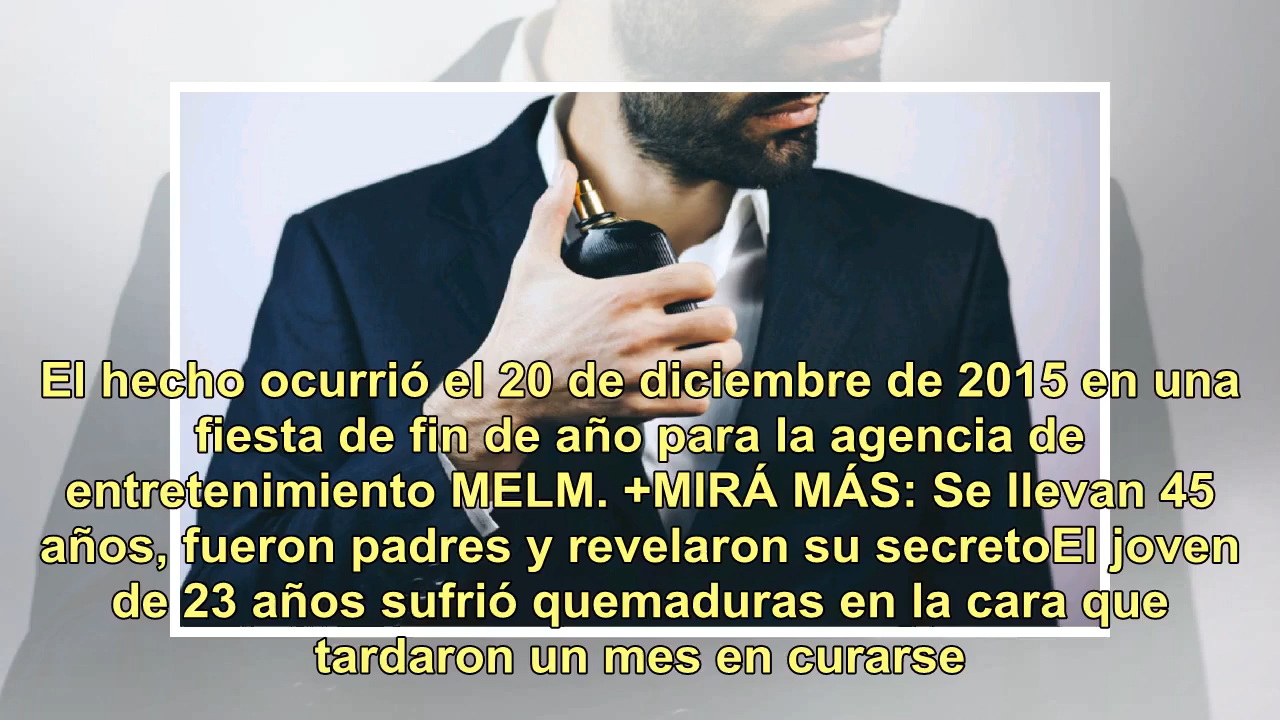 El hecho ocurrió el 20 de diciembre de 2015 en una
fiesta de fin de año para la agencia de
entretenimiento MELM. +MIRÁ MÁS: Se llevan 45
años, fueron padres y revelaron su secretoEl joven
de 23 años sufrió quemaduras en la cara que
tardaron un mes en curarse